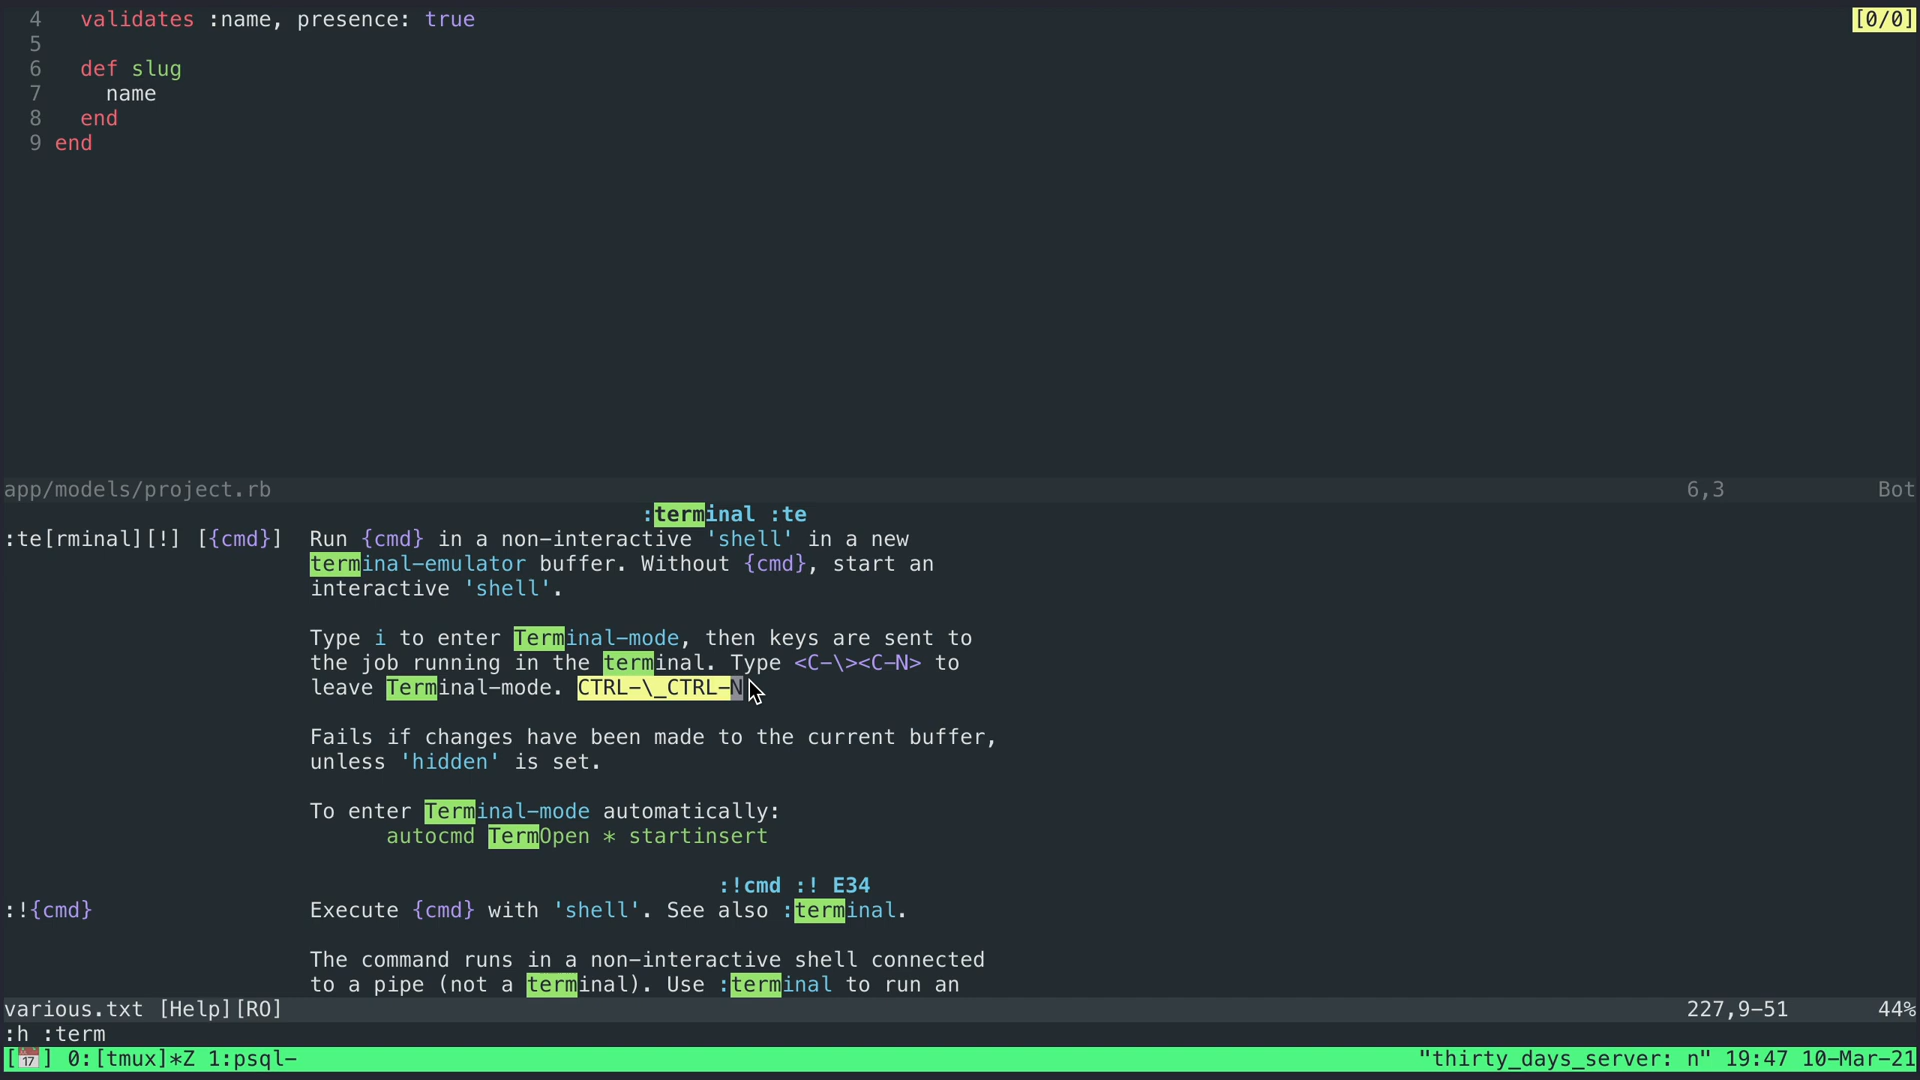 4   validates :name, presence: true [0/0]
5
6   def slug
7     name
8   end
9 end
app/models/project.rb 6,3 Bot
:terminal :te
:te[rminal][!] [{cmd}] Run {cmd} in a non-interactive 'shell' in a new
terminal-emulator buffer. Without {cmd}, start an
interactive 'shell'.
Type i to enter Terminal-mode, then keys are sent to
the job running in the terminal. Type <C-\><C-N> to
leave Terminal-mode. CTRL-\_CTRL-N
Fails if changes have been made to the current buffer,
unless 'hidden' is set.
To enter Terminal-mode automatically:
autocmd TermOpen * startinsert
:!cmd :! E34
:!{cmd} Execute {cmd} with 'shell'. See also :terminal.
The command runs in a non-interactive shell connected
to a pipe (not a terminal). Use :terminal to run an
various.txt [Help][RO] 227,9-51 44%
:h :term
[📅] 0:[tmux]*Z 1:psql- "thirty_days_server: n" 19:47 10-Mar-21